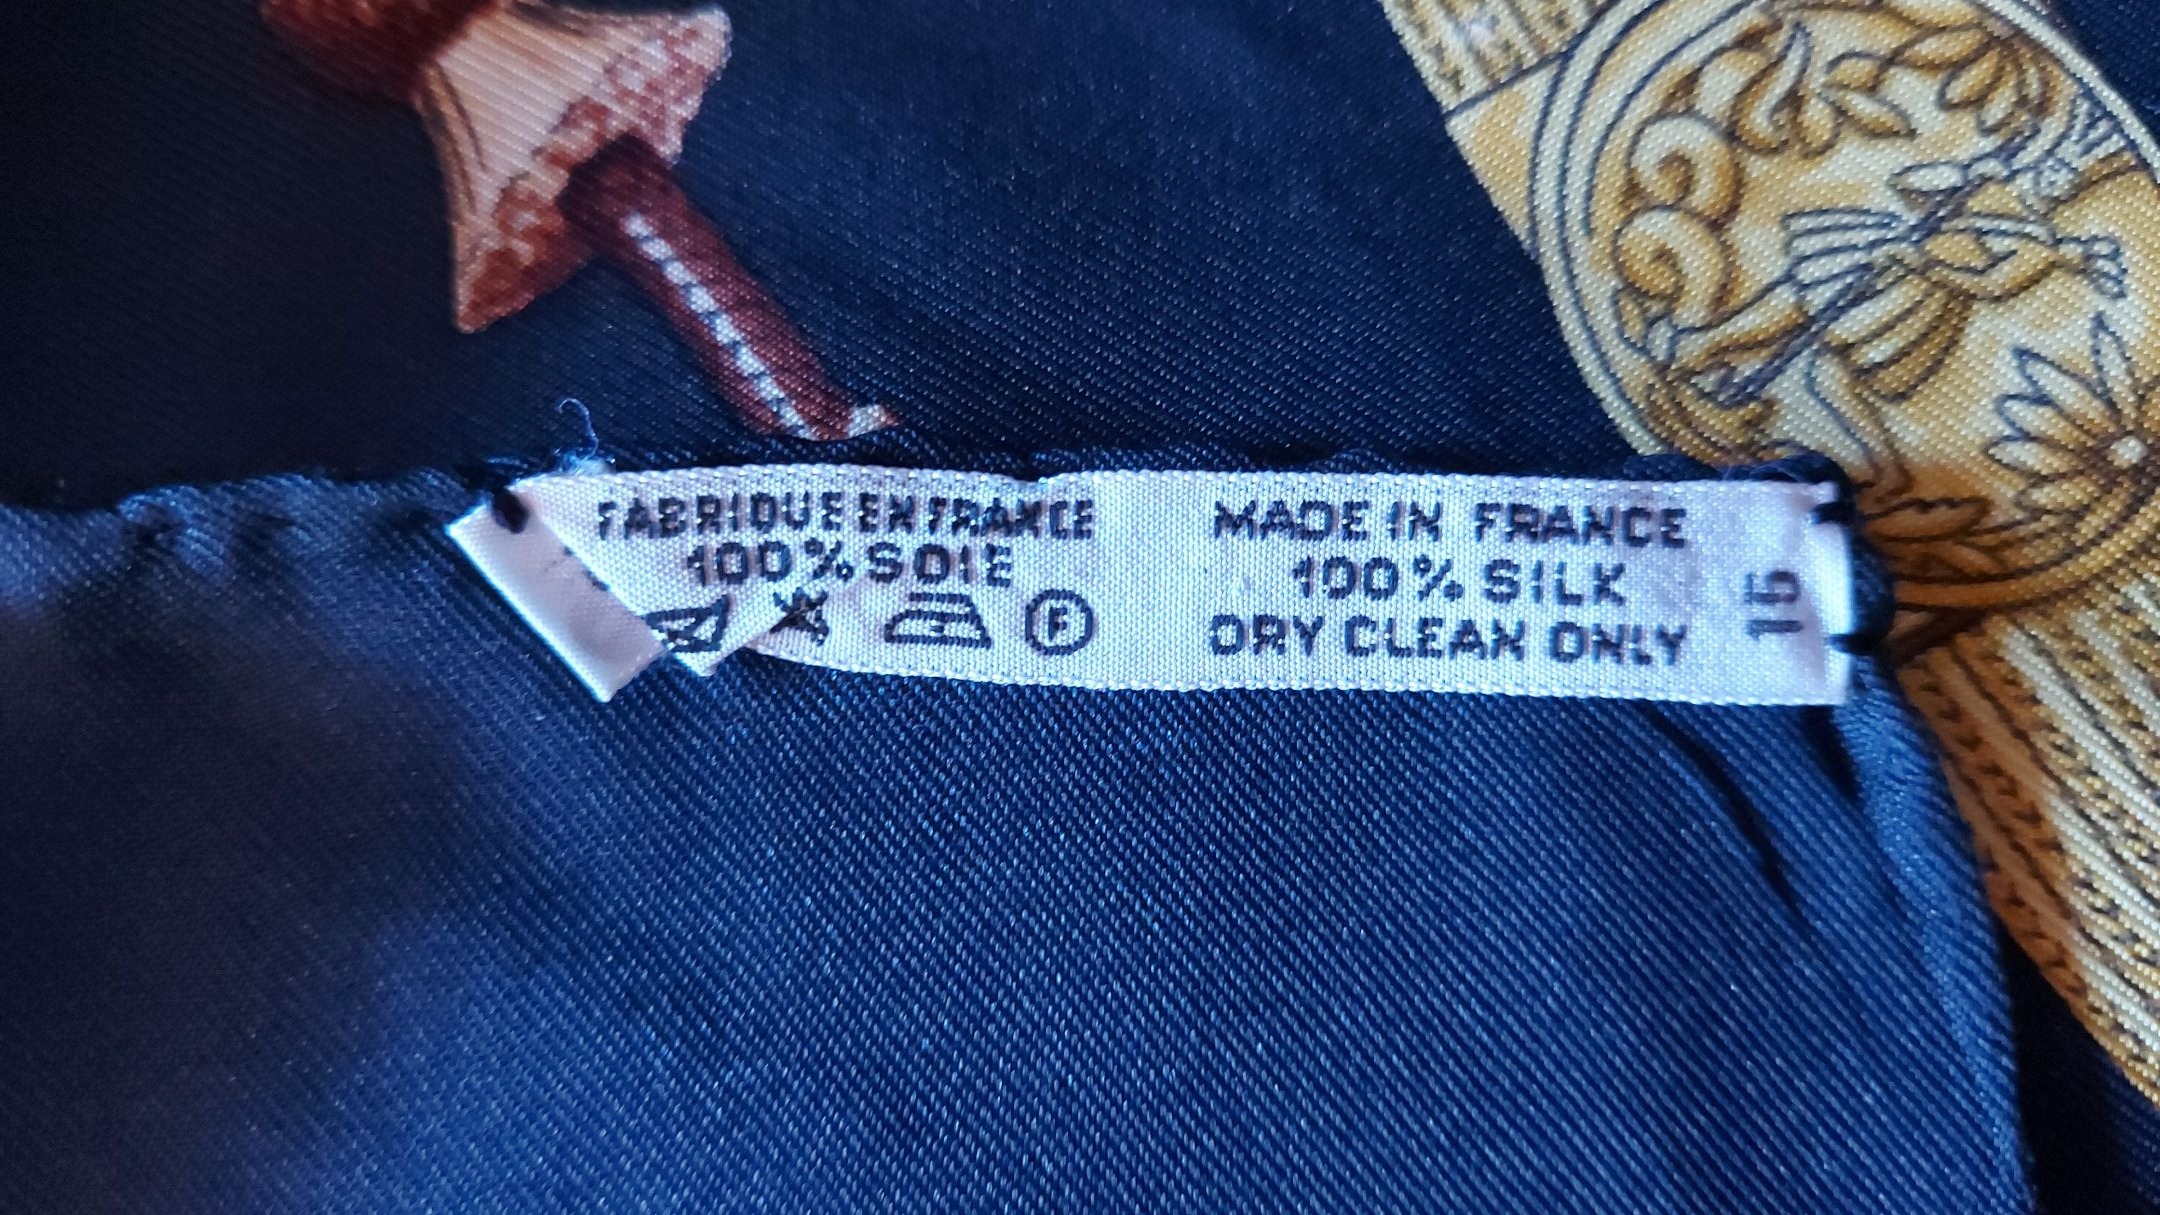 FABRIQUE EN FRANCE
100% SOIE
F
MADE IN FRANCE
100% SILK
DRY CLEAN ONLY
15